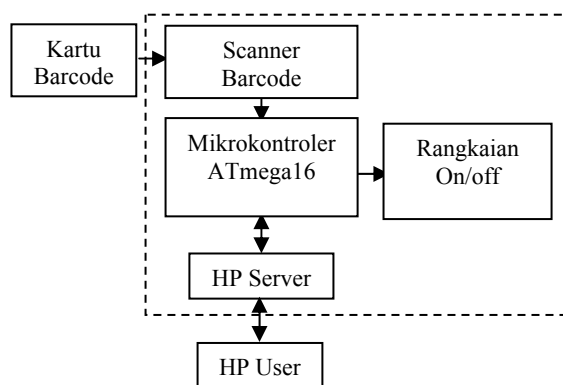 Kartu
Barcode
Scanner
Barcode
Mikrokontroler
ATmega16
Rangkaian
On/off
HP Server
HP User